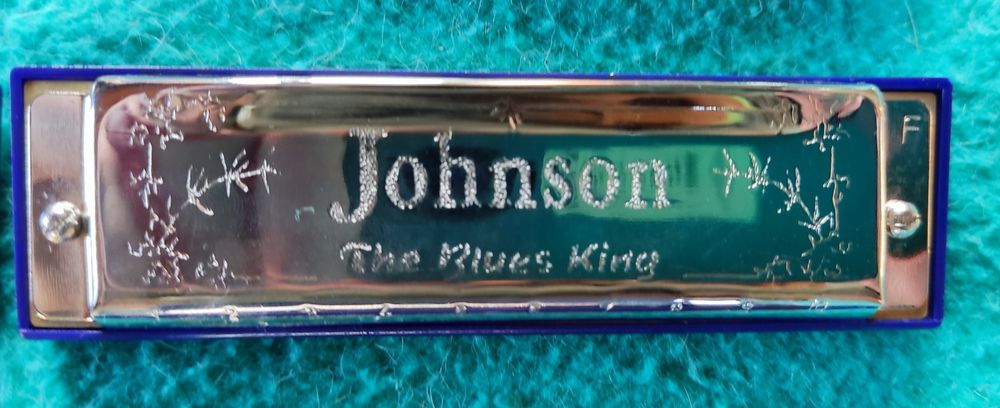 F
Johnson
The Blues King